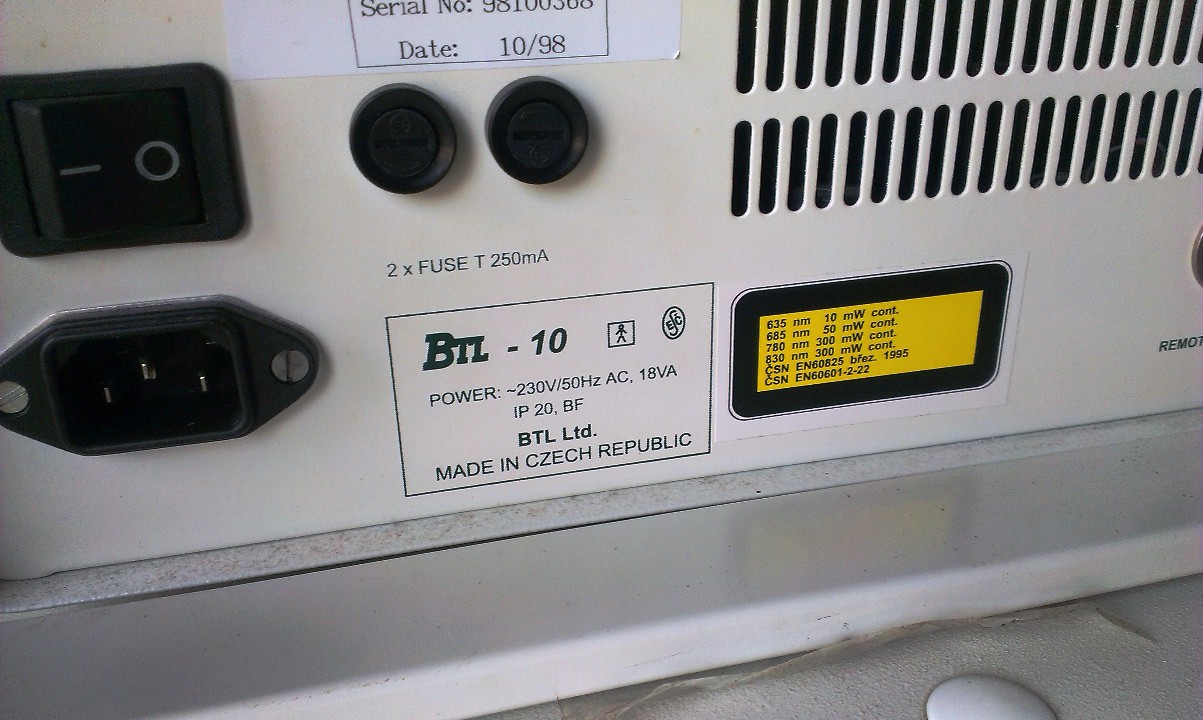 Serial No: 98100368
Date: 10/98
2 x FUSE T 250mA
BTL - 10
POWER: ~230V/50Hz AC, 18VA
IP 20, BF
BTL Ltd.
MADE IN CZECH REPUBLIC
635 nm 10 mW cont.
685 nm 50 mW cont.
780 nm 300 mW cont.
830 nm 300 mW cont.
ČSN EN60825 břez. 1995
ČSN EN60601-2-22
REMOT